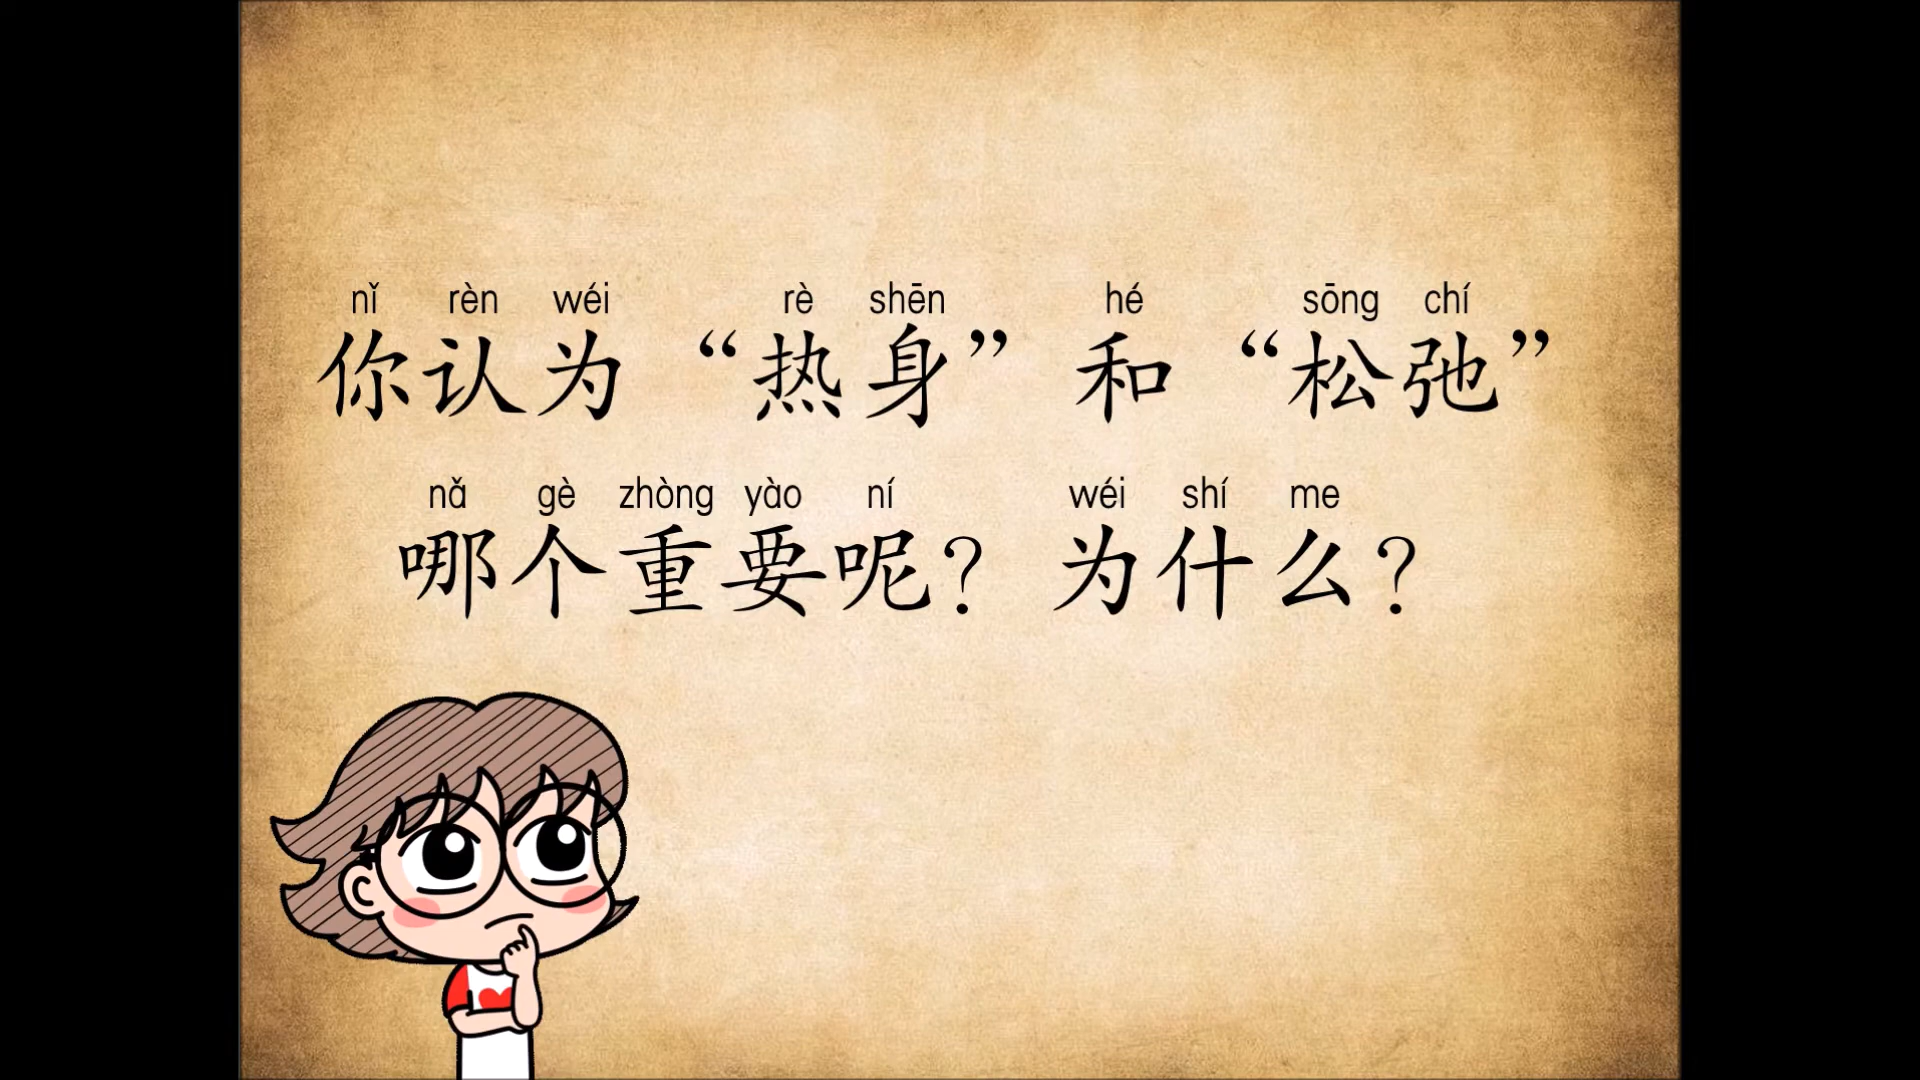 nǐ rèn wéi rè shēn hé sōng chí
你认为“热身”和“松弛”
nǎ gè zhòng yào ní wéi shí me
哪个重要呢？为什么？